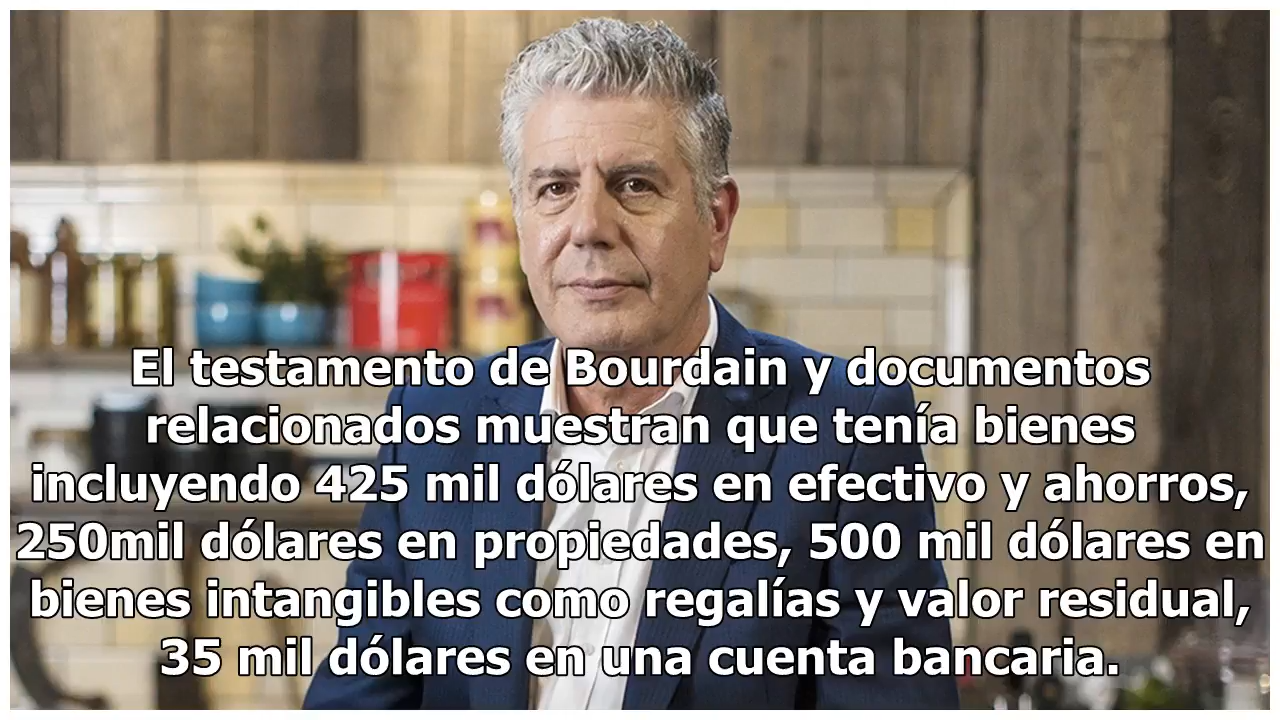 El testamento de Bourdain y documentos
relacionados muestran que tenía bienes
incluyendo 425 mil dólares en efectivo y ahorros,
250mil dólares en propiedades, 500 mil dólares en
bienes intangibles como regalías y valor residual,
35 mil dólares en una cuenta bancaria.